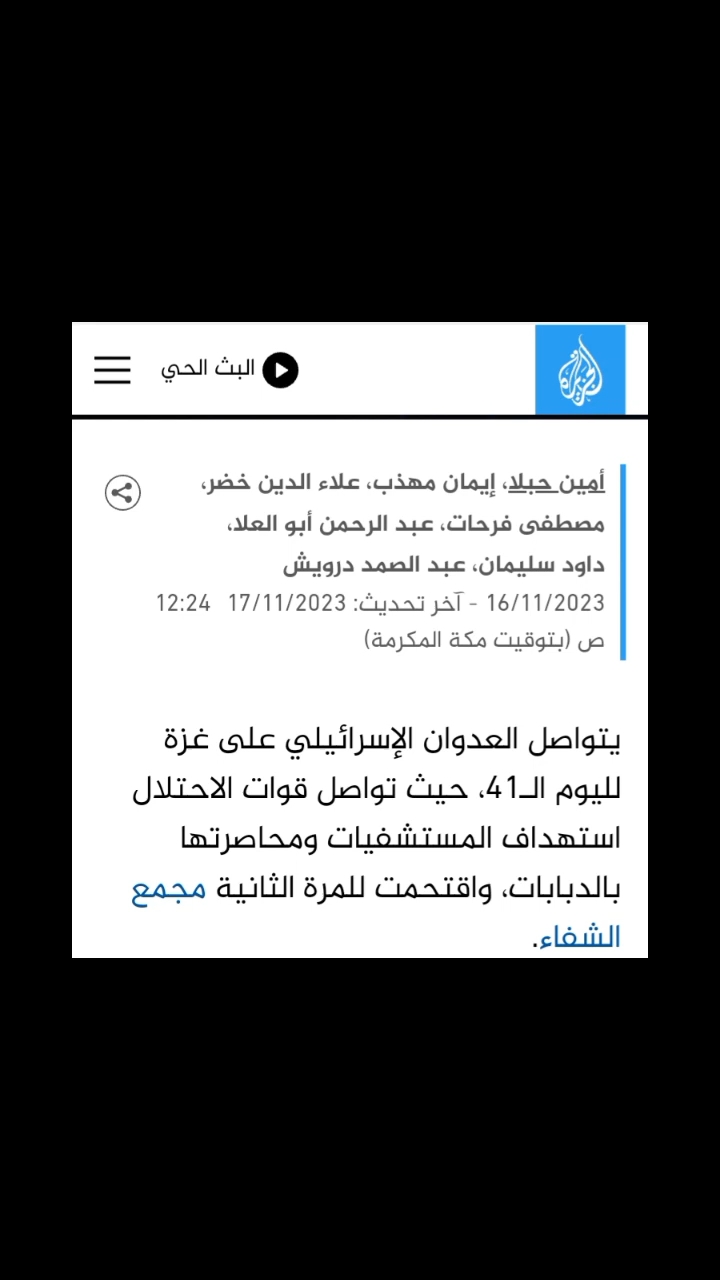 الجزيرة
البث الحي
أمين حبلا، إيمان مهذب، علاء الدين خضر،
مصطفى فرحات، عبد الرحمن أبو العلا،
داود سليمان، عبد الصمد درويش
16/11/2023 - آخر تحديث: 17/11/2023 12:24
ص (بتوقيت مكة المكرمة)
يتواصل العدوان الإسرائيلي على غزة
لليوم الـ41، حيث تواصل قوات الاحتلال
استهداف المستشفيات ومحاصرتها
بالدبابات، واقتحمت للمرة الثانية مجمع
الشفاء.